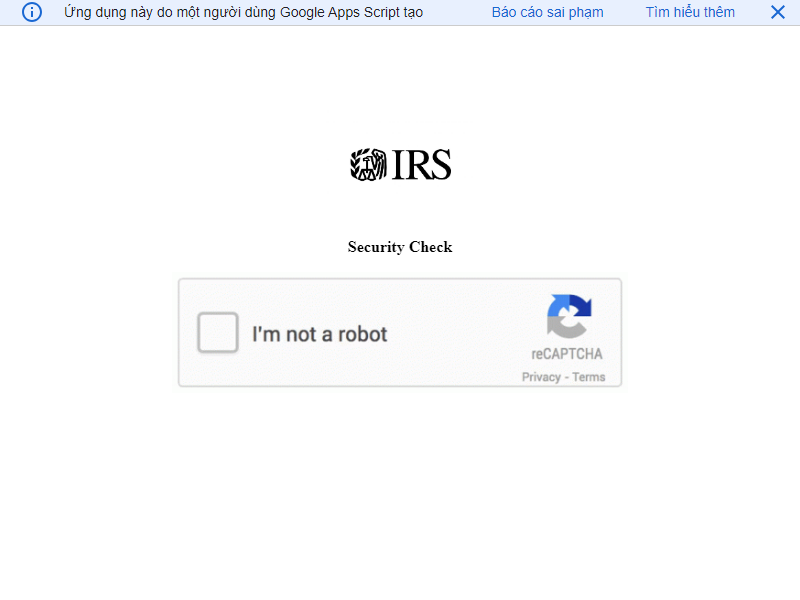 Ứng dụng này do một người dùng Google Apps Script tạo Báo cáo sai phạm Tìm hiểu thêm
IRS
Security Check
I'm not a robot
reCAPTCHA
Privacy - Terms